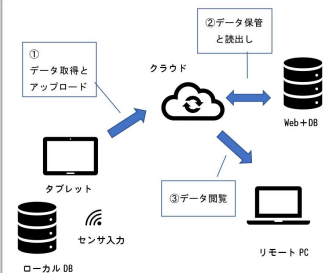 ①
データ取得と
アップロード
②データ保管
と読出し
クラウド
Web+DB
タブレット
③データ閲覧
センサ入力
リモート PC
ローカル DB